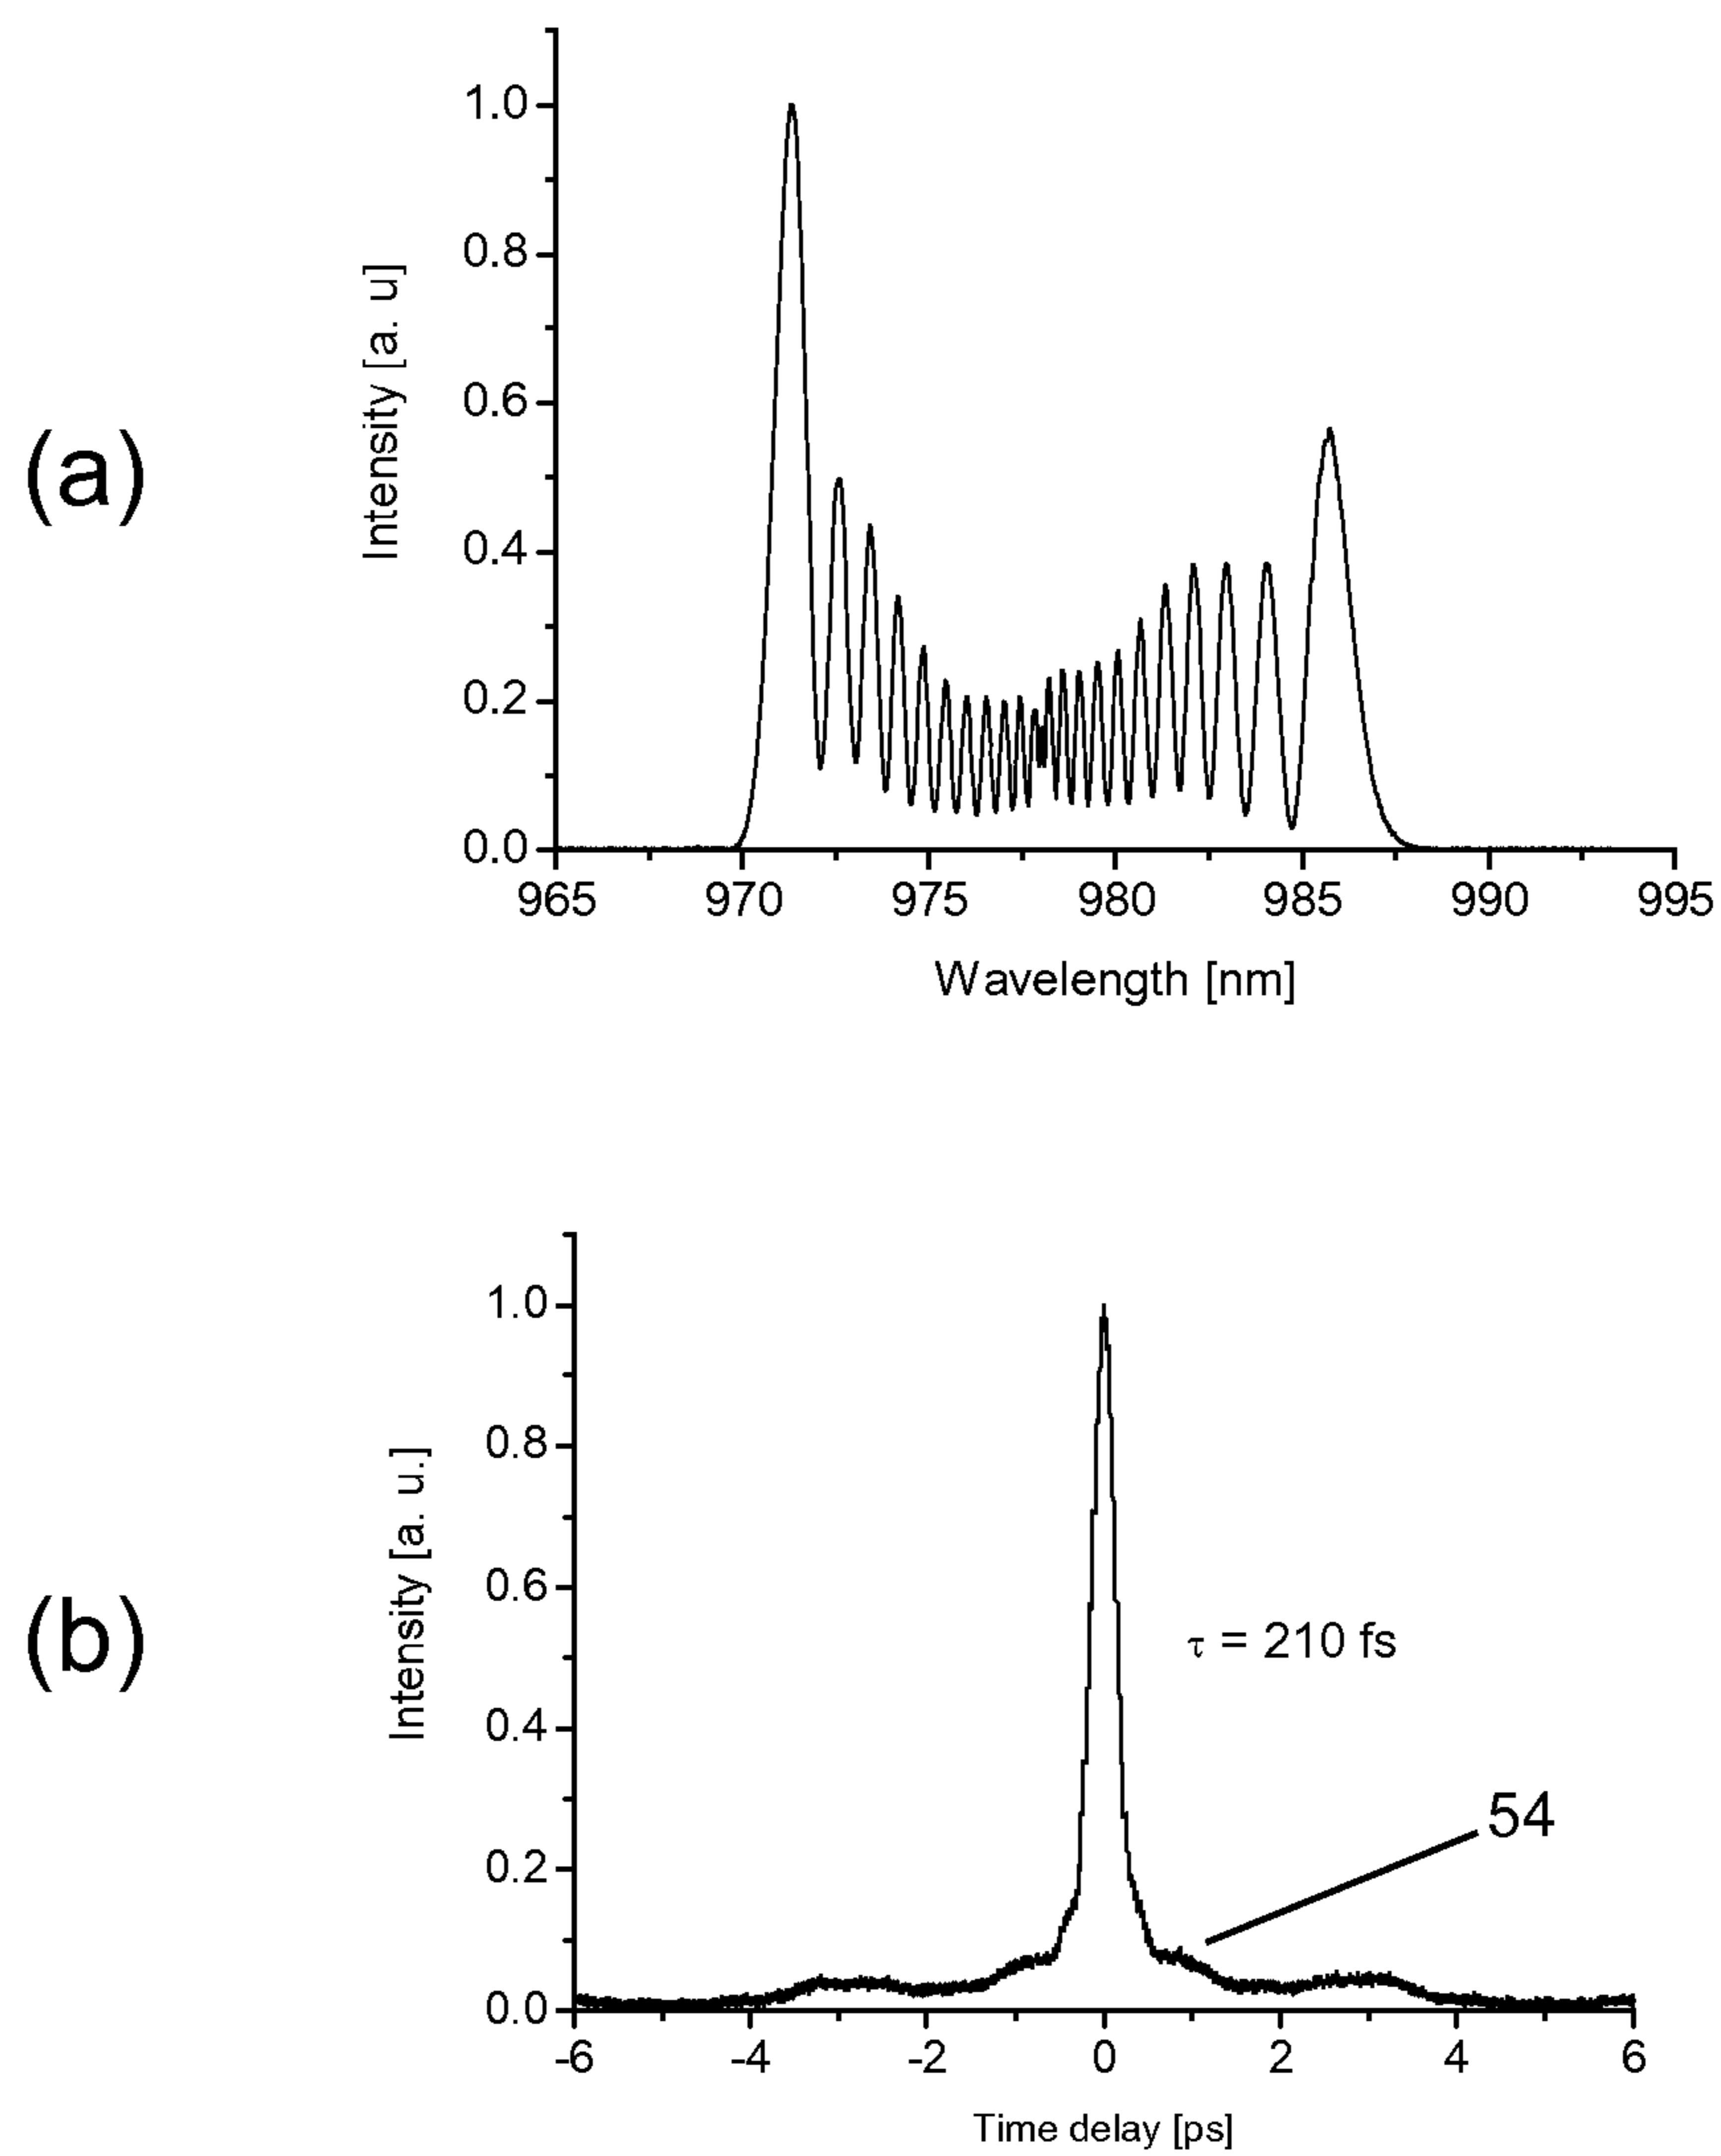 (a)
Intensity [a. u]
1.0
0.8
0.6
0.4
0.2
0.0
965 970 975 980 985 990 995
Wavelength [nm]
(b)
Intensity [a. u.]
1.0
0.8
0.6
0.4
0.2
0.0
τ = 210 fs
54
-6 -4 -2 0 2 4 6
Time delay [ps]